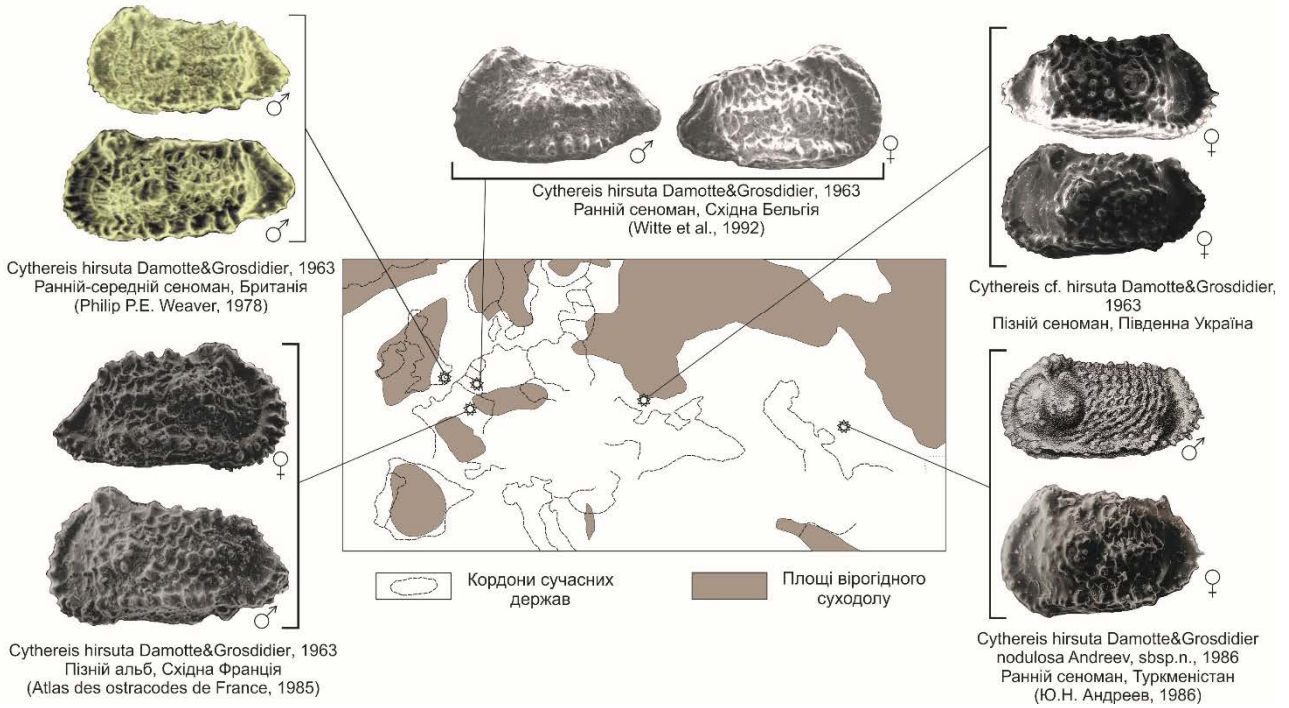 Cythereis hirsuta Damotte&Grosdidier, 1963
Ранній-середній сеноман, Британія
(Philip P.E. Weaver, 1978)
Cythereis hirsuta Damotte&Grosdidier, 1963
Ранній сеноман, Східна Бельгія
(Witte et al., 1992)
Cythereis cf. hirsuta Damotte&Grosdidier,
1963
Пізній сеноман, Південна Україна
Cythereis hirsuta Damotte&Grosdidier, 1963
Пізній альб, Східна Франція
(Atlas des ostracodes de France, 1985)
Кордони сучасних
держав
Площі вірогідного
суходолу
Cythereis hirsuta Damotte&Grosdidier
nodulosa Andreev, sbsp.n., 1986
Ранній сеноман, Туркменістан
(Ю.Н. Андреев, 1986)